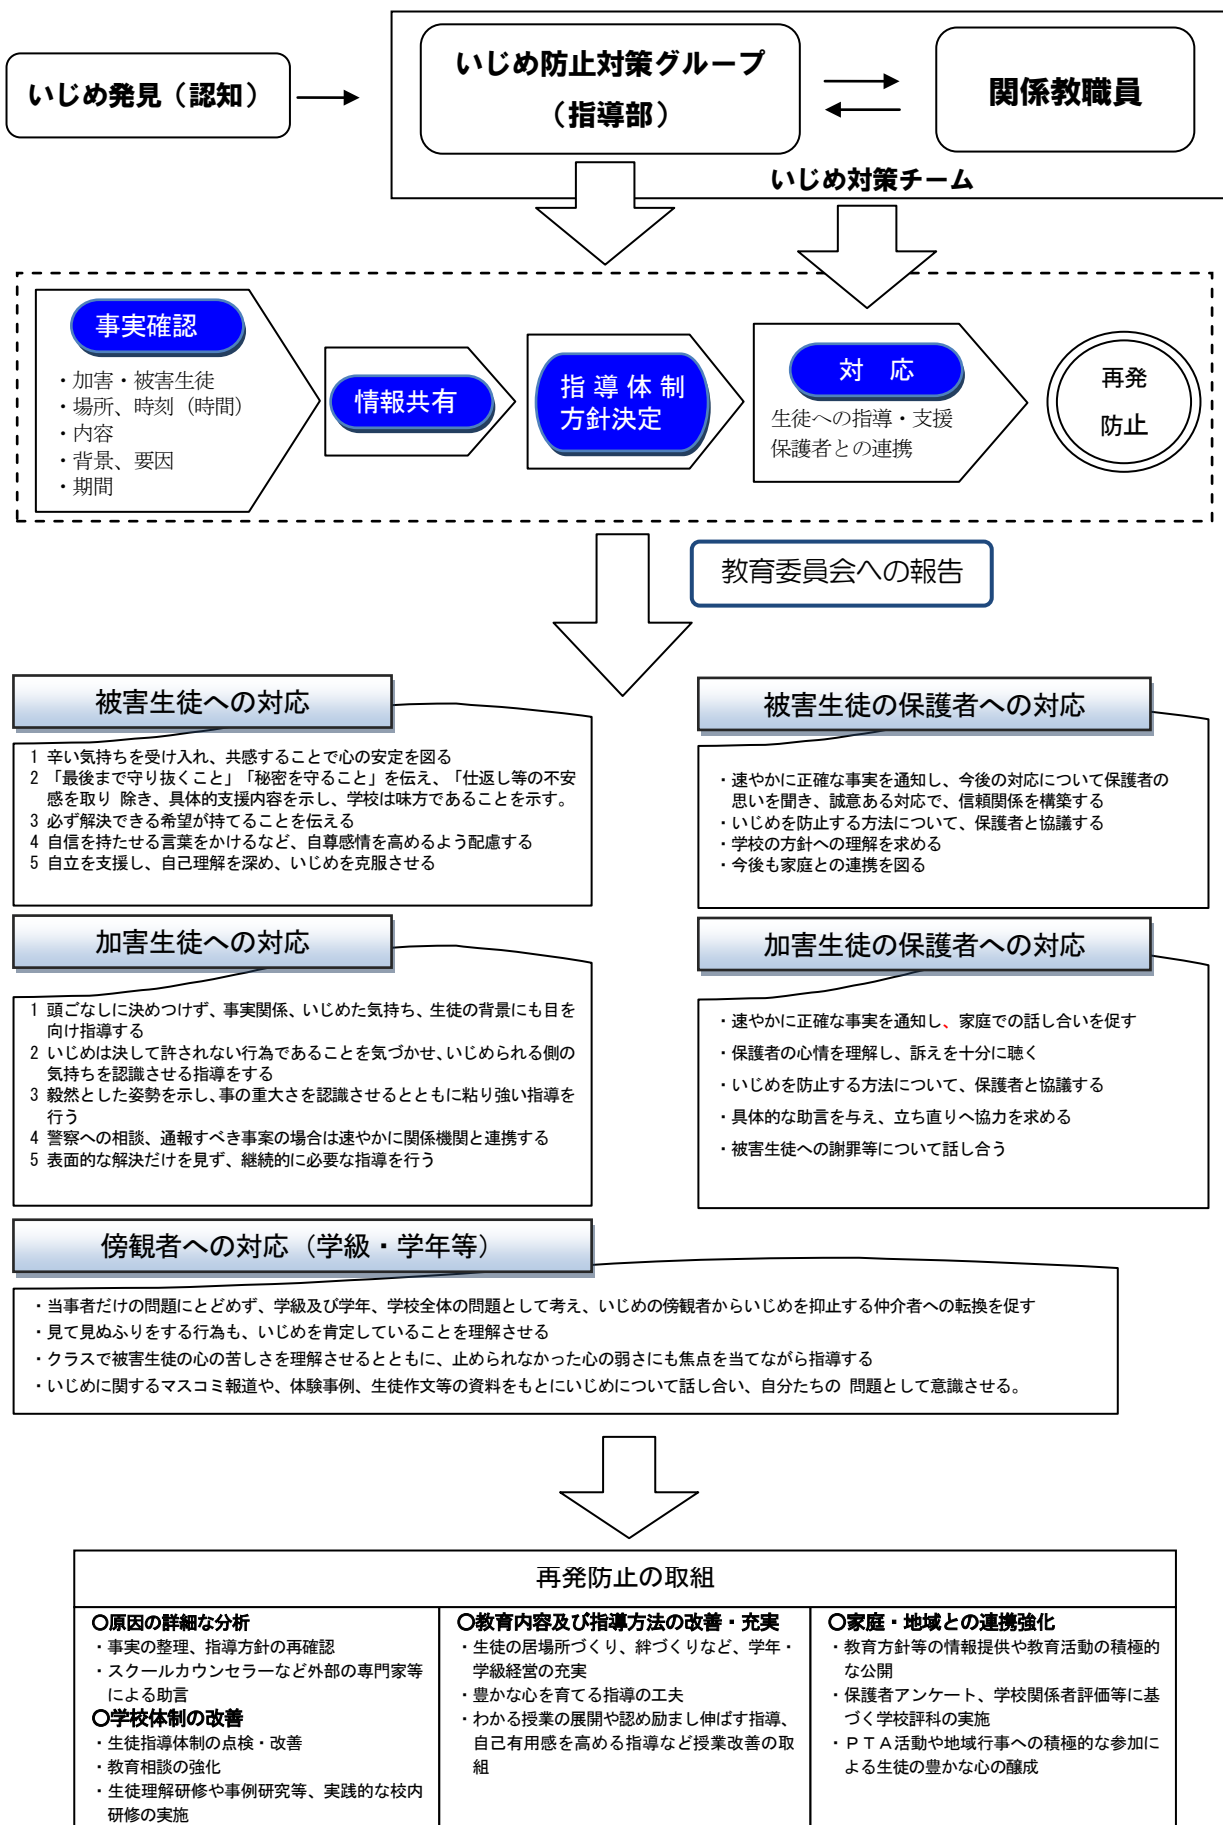 いじめ発見（認知）
いじめ防止対策グループ
（指導部）
関係教職員
いじめ対策チーム
事実確認
・加害・被害生徒
・場所、時刻（時間）
・内容
・背景、要因
・期間
情報共有
指導体制
方針決定
対　応
生徒への指導・支援
保護者との連携
再発
防止
教育委員会への報告
被害生徒への対応
1 辛い気持ちを受け入れ、共感することで心の安定を図る
2 「最後まで守り抜くこと」「秘密を守ること」を伝え、「仕返し等の不安
感を取り 除き、具体的支援内容を示し、学校は味方であることを示す。
3 必ず解決できる希望が持てることを伝える
4 自信を持たせる言葉をかけるなど、自尊感情を高めるよう配慮する
5 自立を支援し、自己理解を深め、いじめを克服させる
被害生徒の保護者への対応
・速やかに正確な事実を通知し、今後の対応について保護者の
思いを聞き、誠意ある対応で、信頼関係を構築する
・いじめを防止する方法について、保護者と協議する
・学校の方針への理解を求める
・今後も家庭との連携を図る
加害生徒への対応
1 頭ごなしに決めつけず、事実関係、いじめた気持ち、生徒の背景にも目を
向け指導する
2 いじめは決して許されない行為であることを気づかせ、いじめられる側の
気持ちを認識させる指導をする
3 毅然とした姿勢を示し、事の重大さを認識させるとともに粘り強い指導を
行う
4 警察への相談、通報すべき事案の場合は速やかに関係機関と連携する
5 表面的な解決だけを見ず、継続的に必要な指導を行う
加害生徒の保護者への対応
・速やかに正確な事実を通知し、家庭での話し合いを促す
・保護者の心情を理解し、訴えを十分に聴く
・いじめを防止する方法について、保護者と協議する
・具体的な助言を与え、立ち直りへ協力を求める
・被害生徒への謝罪等について話し合う
傍観者への対応（学級・学年等）
・当事者だけの問題にとどめず、学級及び学年、学校全体の問題として考え、いじめの傍観者からいじめを抑止する仲介者への転換を促す
・見て見ぬふりをする行為も、いじめを肯定していることを理解させる
・クラスで被害生徒の心の苦しさを理解させるとともに、止められなかった心の弱さにも焦点を当てながら指導する
・いじめに関するマスコミ報道や、体験事例、生徒作文等の資料をもとにいじめについて話し合い、自分たちの 問題として意識させる。
再発防止の取組
○原因の詳細な分析
・事実の整理、指導方針の再確認
・スクールカウンセラーなど外部の専門家等
による助言
○学校体制の改善
・生徒指導体制の点検・改善
・教育相談の強化
・生徒理解研修や事例研究等、実践的な校内
研修の実施
○教育内容及び指導方法の改善・充実
・生徒の居場所づくり、絆づくりなど、学年・
学級経営の充実
・豊かな心を育てる指導の工夫
・わかる授業の展開や認め励まし伸ばす指導、
自己有用感を高める指導など授業改善の取
組
○家庭・地域との連携強化
・教育方針等の情報提供や教育活動の積極的
な公開
・保護者アンケート、学校関係者評価等に基
づく学校評科の実施
・ＰＴＡ活動や地域行事への積極的な参加に
よる生徒の豊かな心の醸成